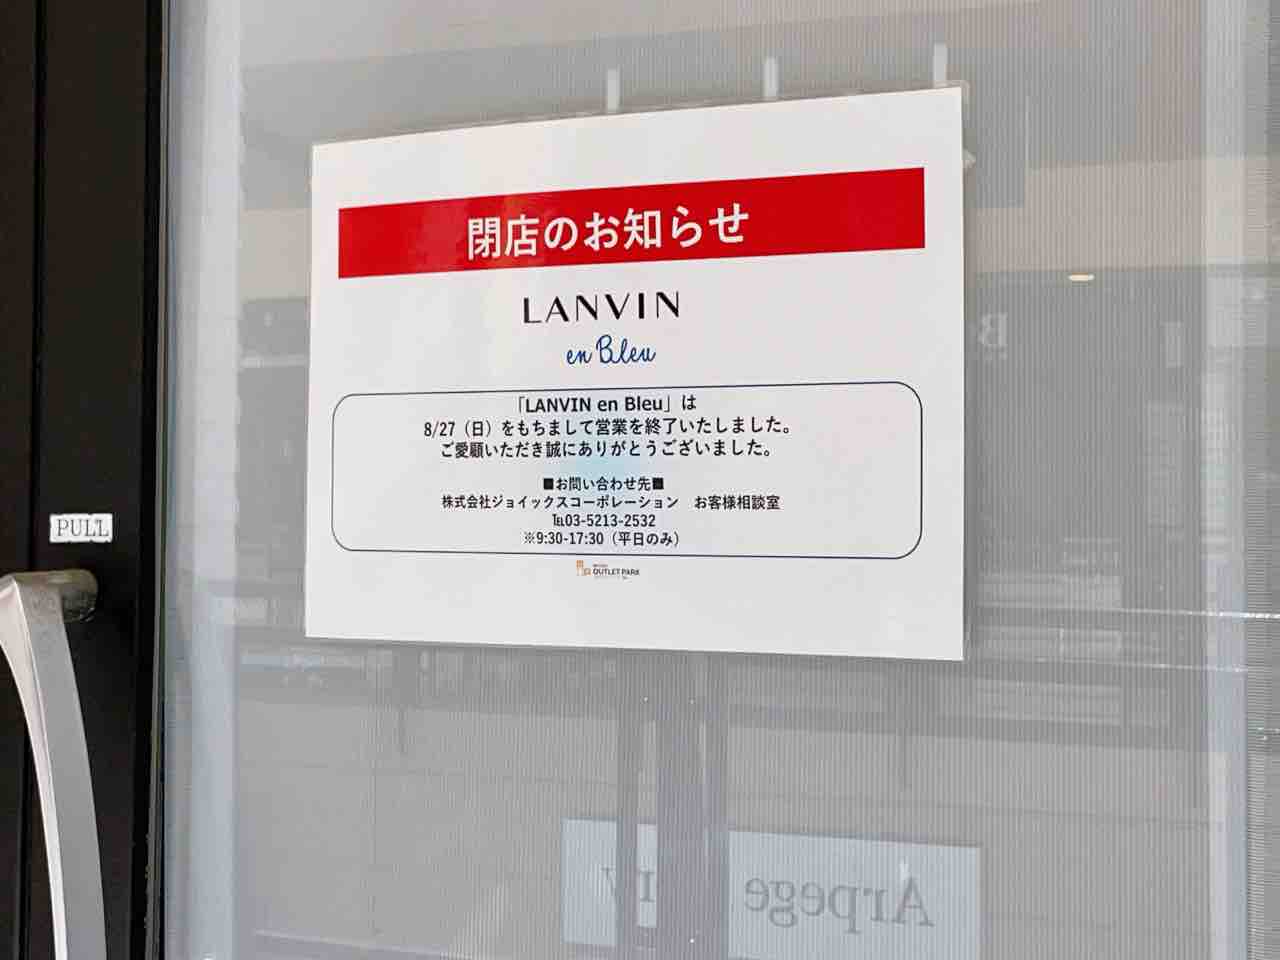 閉店のお知らせ
LANVIN
en Bleu
「LANVIN en Bleu」は
8/27（日）をもちまして営業を終了いたしました。
ご愛顧いただき誠にありがとうございました。
■お問い合わせ先■
株式会社ジョイックスコーポレーション　お客様相談室
℡03-5213-2532
※9:30-17:30（平日のみ）
OUTLET PARK
PULL
B
Arpege